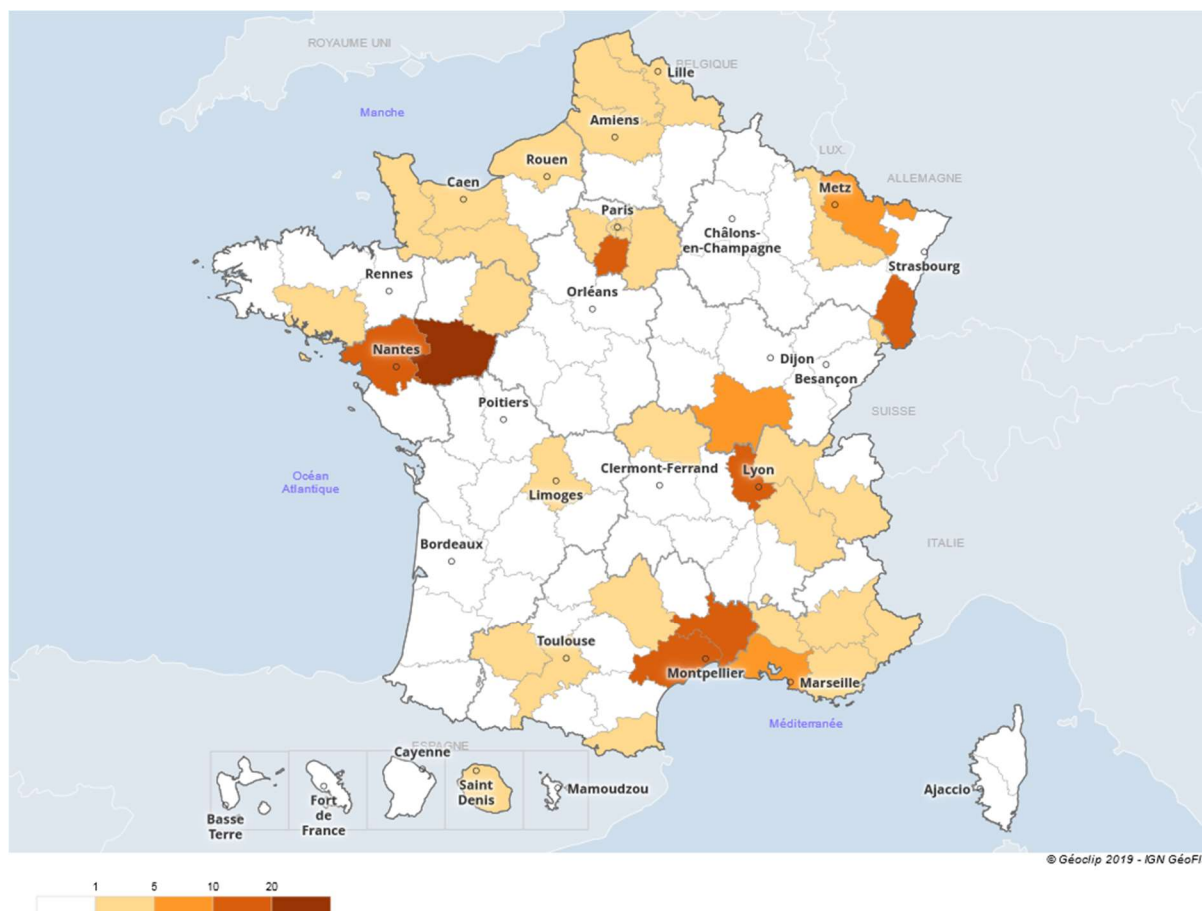 ROYAUME UNI
BELGIQUE
Lille
Manche
Amiens
LUX.
Rouen
ALLEMAGNE
Caen
Metz
Paris
Châlons-
en-Champagne
Rennes
Strasbourg
Orléans
Nantes
Dijon
Besançon
Poitiers
SUISSE
Océan
Atlantique
Clermont-Ferrand
Lyon
Limoges
Bordeaux
ITALIE
Toulouse
Montpellier
Marseille
Méditerranée
ESPAGNE
Cayenne
Saint
Denis
Mamoudzou
Ajaccio
Fort
de
France
Basse
Terre
© Géoclip 2019 - IGN GéoFl
1 5 10 20